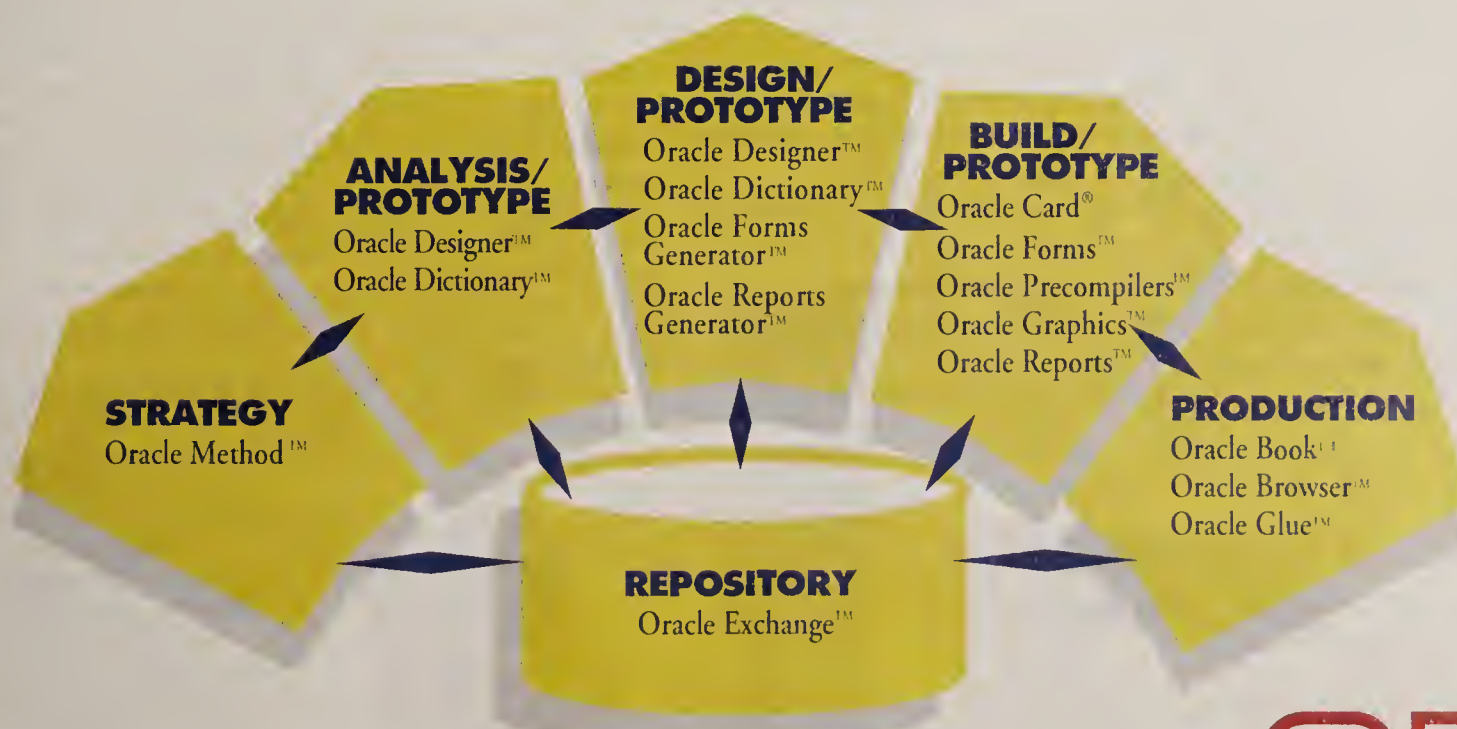 STRATEGY
Oracle Method™
ANALYSIS/
PROTOTYPE
Oracle Designer™
Oracle Dictionary™
DESIGN/
PROTOTYPE
Oracle Designer™
Oracle Dictionary™
Oracle Forms
Generator™
Oracle Reports
Generator™
BUILD/
PROTOTYPE
Oracle Card®
Oracle Forms™
Oracle Precompilers™
Oracle Graphics™
Oracle Reports™
PRODUCTION
Oracle Book™
Oracle Browser™
Oracle Glue™
REPOSITORY
Oracle Exchange™